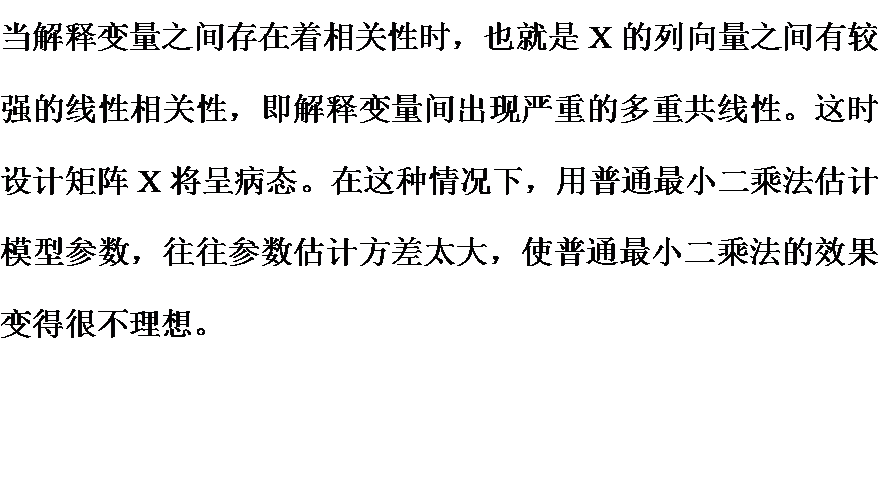 当解释变量之间存在着相关性时，也就是 X 的列向量之间有较
强的线性相关性，即解释变量间出现严重的多重共线性。这时
设计矩阵 X 将呈病态。在这种情况下，用普通最小二乘法估计
模型参数，往往参数估计方差太大，使普通最小二乘法的效果
变得很不理想。